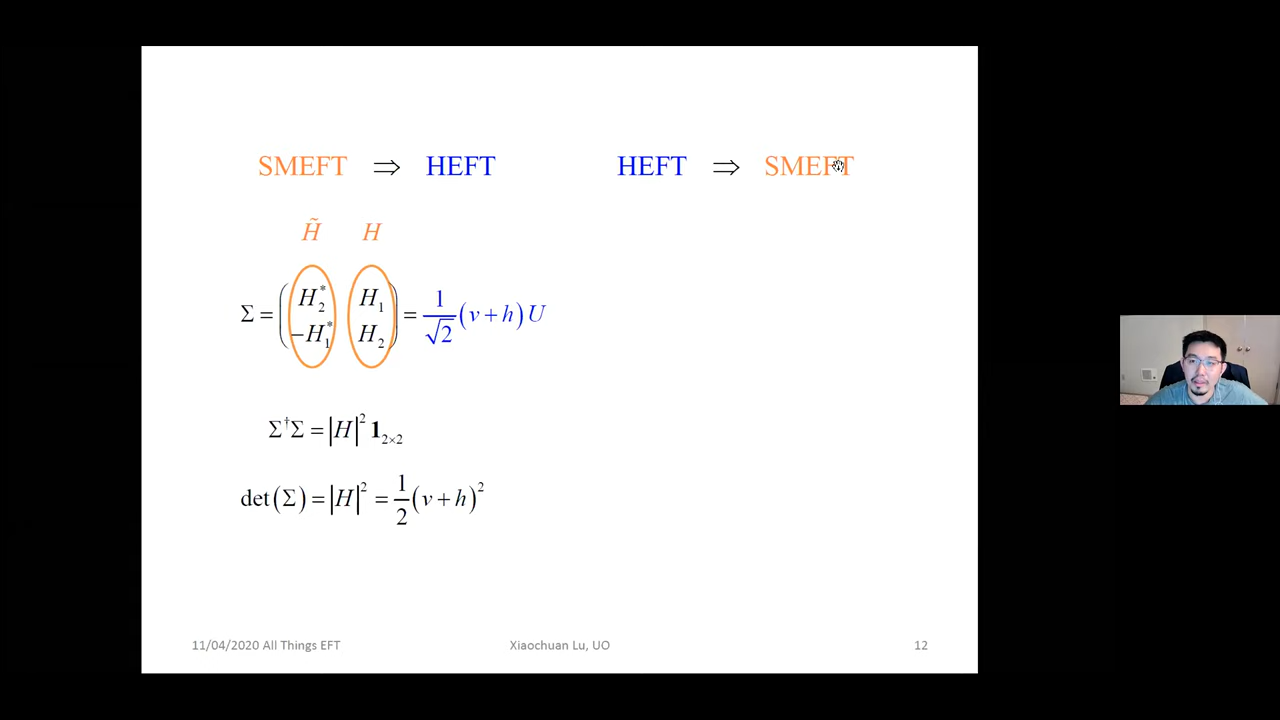 SMEFT ⇒ HEFT
HEFT ⇒ SMEFT
H̃ H
Σ = ( H₂* H₁ ; −H₁* H₂ ) = 1/√2 (v + h) U
Σ†Σ = |H|² 1₂ₓ₂
det(Σ) = |H|² = 1/2 (v + h)²
11/04/2020 All Things EFT
Xiaochuan Lu, UO
12